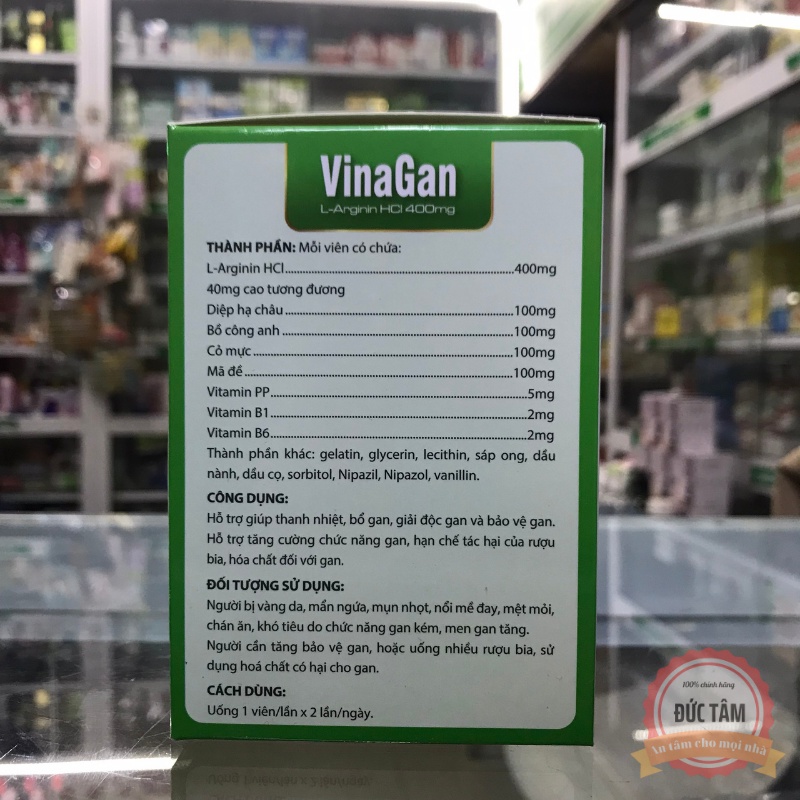 VinaGan
L-Arginin HCl 400mg
THÀNH PHẦN: Mỗi viên có chứa:
L-Arginin HCl.....400mg
40mg cao tương đương
Diệp hạ châu.....100mg
Bồ công anh.....100mg
Cỏ mực.....100mg
Mã đề.....100mg
Vitamin PP.....5mg
Vitamin B1.....2mg
Vitamin B6.....2mg
Thành phần khác: gelatin, glycerin, lecithin, sáp ong, dầu
nành, dầu cọ, sorbitol, Nipazil, Nipazol, vanillin.
CÔNG DỤNG:
Hỗ trợ giúp thanh nhiệt, bổ gan, giải độc gan và bảo vệ gan.
Hỗ trợ tăng cường chức năng gan, hạn chế tác hại của rượu
bia, hóa chất đối với gan.
ĐỐI TƯỢNG SỬ DỤNG:
Người bị vàng da, mẩn ngứa, mụn nhọt, nổi mề đay, mệt mỏi,
chán ăn, khó tiêu do chức năng gan kém, men gan tăng.
Người cần tăng bảo vệ gan, hoặc uống nhiều rượu bia, sử
dụng hoá chất có hại cho gan.
CÁCH DÙNG:
Uống 1 viên/lần x 2 lần/ngày.
100% chính hãng
ĐỨC TÂM
An tâm cho mọi nhà